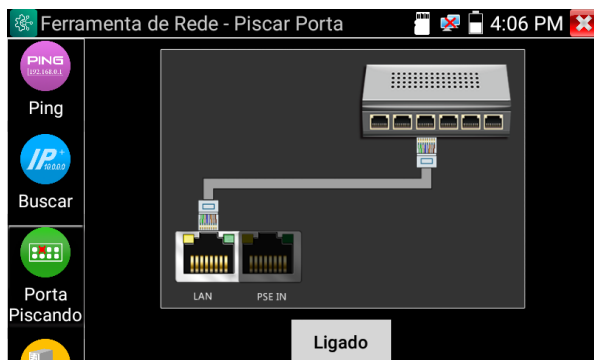 Ferramenta de Rede - Piscar Porta
4:06 PM
PING
192.168.0.1
Ping
IP+
10.0.0.0
Buscar
Porta
Piscando
LAN
PSE IN
Ligado